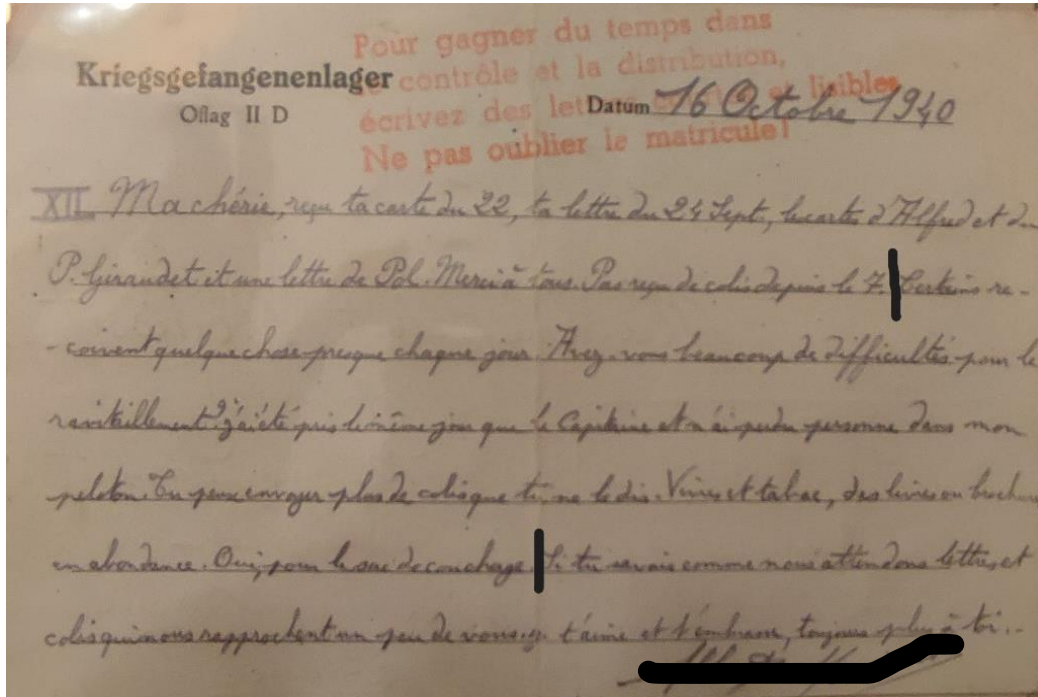 Pour gagner du temps dans
Kriegsgefangenenlager
le contrôle et la distribution,
Oflag II D
écrivez des lettres et lisibles
Datum 16 Octobre 1940
Ne pas oublier le matricule!
XII Ma chérie, reçu ta carte du 22, ta lettre du 24 Sept, la carte d'Alfred et du
P. Giraudet et une lettre de Pol. Merci à tous. Pas reçu de colis depuis le 7. Certains re-
-çoivent quelque chose presque chaque jour. Avez-vous beaucoup de difficultés pour le
ravitaillement? J'ai été pris le même jour que le Capitaine et n'ai perdu personne dans mon
peloton. Tu peux envoyer plus de colis que tu ne le dis. Vivres et tabac, des livres ou
en abondance. Oui, pour le sac de couchage. Si tu savais comme nous attendons lettres et
colis qui nous rapprochent un peu de vous. Je t'aime et t'embrasse, toujours plus à toi.-